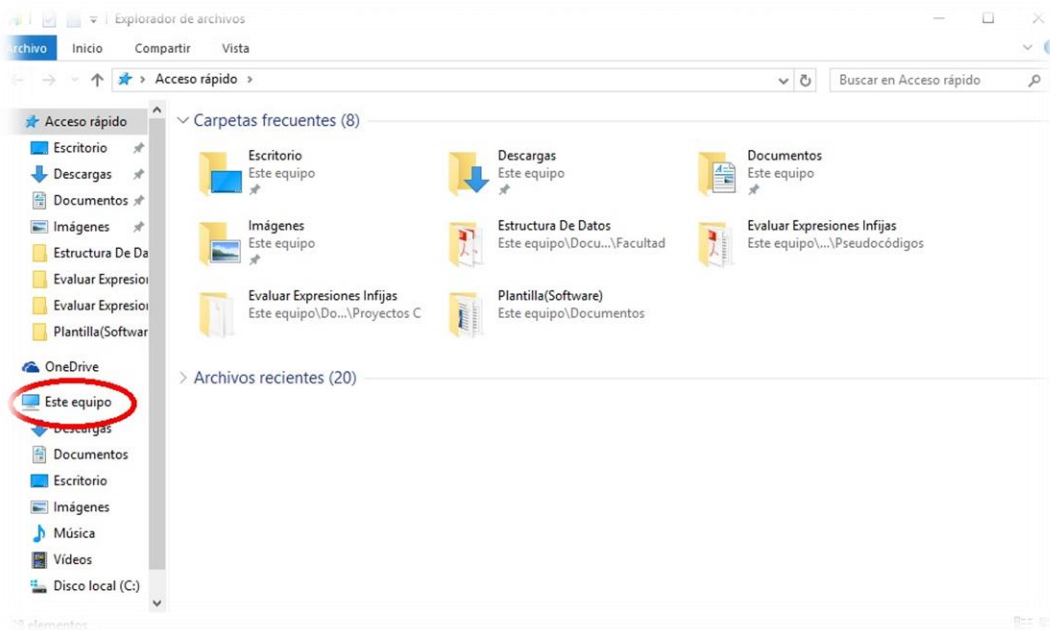 Explorador de archivos
Archivo Inicio Compartir Vista
Acceso rápido
Buscar en Acceso rápido
Acceso rápido
Escritorio
Descargas
Documentos
Imágenes
Estructura De Da
Evaluar Expresion
Evaluar Expresion
Plantilla(Softwar
OneDrive
Este equipo
Descargas
Documentos
Escritorio
Imágenes
Música
Vídeos
Disco local (C:)
Carpetas frecuentes (8)
Escritorio
Este equipo
Descargas
Este equipo
Documentos
Este equipo
Imágenes
Este equipo
Estructura De Datos
Este equipo\Docu...\Facultad
Evaluar Expresiones Infijas
Este equipo\...\Pseudocódigos
Evaluar Expresiones Infijas
Este equipo\Do...\Proyectos C
Plantilla(Software)
Este equipo\Documentos
Archivos recientes (20)
elementos